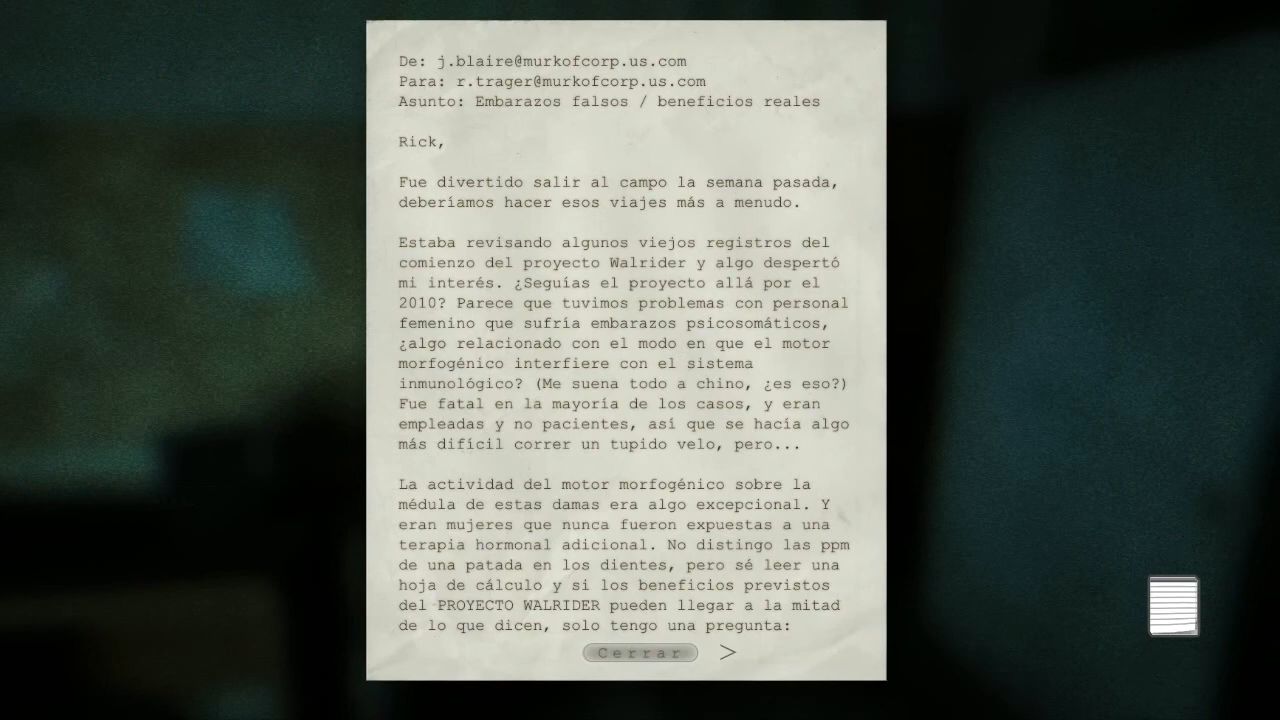 De: j.blaire@murkofcorp.us.com
Para: r.trager@murkofcorp.us.com
Asunto: Embarazos falsos / beneficios reales
Rick,
Fue divertido salir al campo la semana pasada,
deberíamos hacer esos viajes más a menudo.
Estaba revisando algunos viejos registros del
comienzo del proyecto Walrider y algo despertó
mi interés. ¿Seguías el proyecto allá por el
2010? Parece que tuvimos problemas con personal
femenino que sufría embarazos psicosomáticos,
¿algo relacionado con el modo en que el motor
morfogénico interfiere con el sistema
inmunológico? (Me suena todo a chino, ¿es eso?)
Fue fatal en la mayoría de los casos, y eran
empleadas y no pacientes, así que se hacía algo
más difícil correr un tupido velo, pero...
La actividad del motor morfogénico sobre la
médula de estas damas era algo excepcional. Y
eran mujeres que nunca fueron expuestas a una
terapia hormonal adicional. No distingo las ppm
de una patada en los dientes, pero sé leer una
hoja de cálculo y si los beneficios previstos
del PROYECTO WALRIDER pueden llegar a la mitad
de lo que dicen, solo tengo una pregunta:
Cerrar >